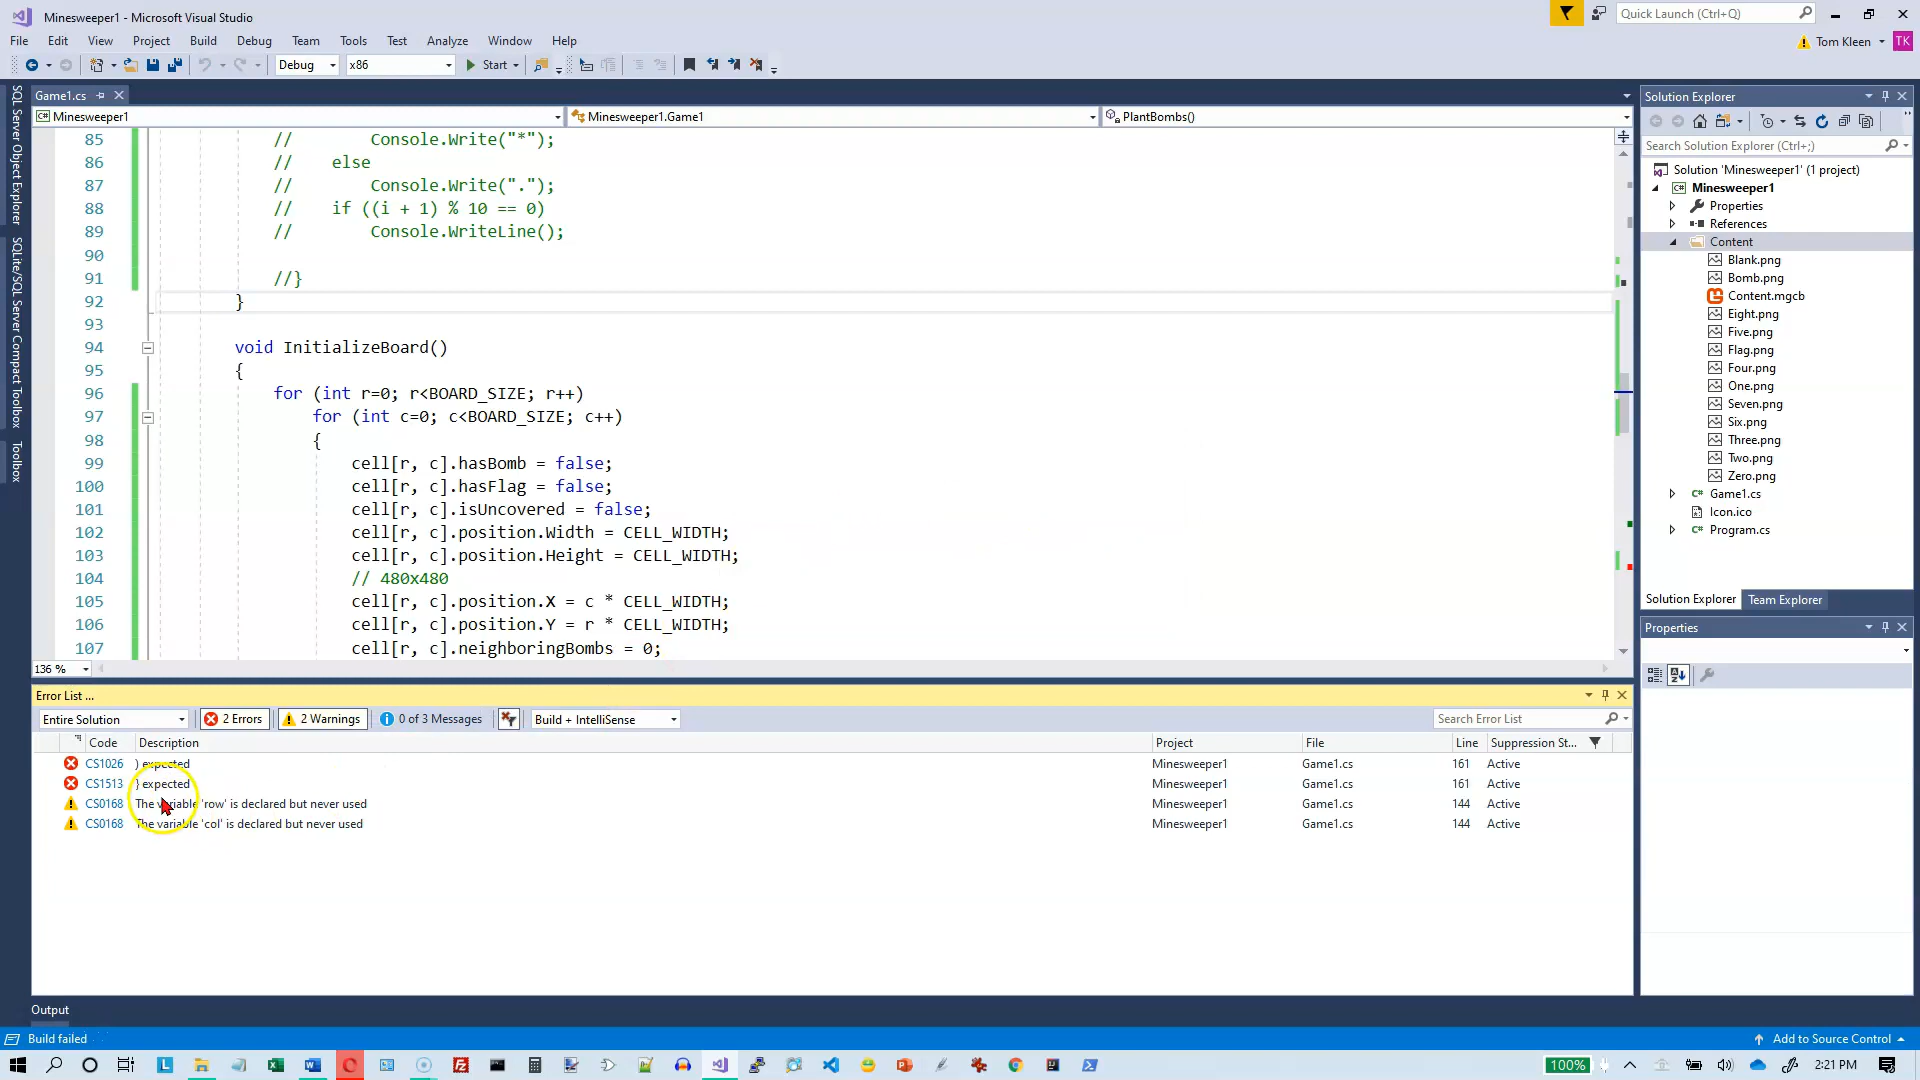 Minesweeper1 - Microsoft Visual Studio
Quick Launch (Ctrl+Q)
File Edit View Project Build Debug Team Tools Test Analyze Window Help
Tom Kleen TK
Debug x86 Start
Game1.cs
Minesweeper1 Minesweeper1.Game1 PlantBombs()
SQL Server Object Explorer
SQLite/SQL Server Compact Toolbox
Toolbox
85 // Console.Write("*");
86 // else
87 // Console.Write(".");
88 // if ((i + 1) % 10 == 0)
89 // Console.WriteLine();
90
91 //}
92 }
93
94 void InitializeBoard()
95 {
96 for (int r=0; r<BOARD_SIZE; r++)
97 for (int c=0; c<BOARD_SIZE; c++)
98 {
99 cell[r, c].hasBomb = false;
100 cell[r, c].hasFlag = false;
101 cell[r, c].isUncovered = false;
102 cell[r, c].position.Width = CELL_WIDTH;
103 cell[r, c].position.Height = CELL_WIDTH;
104 // 480x480
105 cell[r, c].position.X = c * CELL_WIDTH;
106 cell[r, c].position.Y = r * CELL_WIDTH;
107 cell[r, c].neighboringBombs = 0;
136 %
Solution Explorer
Search Solution Explorer (Ctrl+;)
Solution 'Minesweeper1' (1 project)
Minesweeper1
Properties
References
Content
Blank.png
Bomb.png
Content.mgcb
Eight.png
Five.png
Flag.png
Four.png
One.png
Seven.png
Six.png
Three.png
Two.png
Zero.png
Game1.cs
Icon.ico
Program.cs
Solution Explorer Team Explorer
Properties
Error List ...
Entire Solution 2 Errors 2 Warnings 0 of 3 Messages Build + IntelliSense Search Error List
Code Description Project File Line Suppression St...
CS1026 ) expected Minesweeper1 Game1.cs 161 Active
CS1513 } expected Minesweeper1 Game1.cs 161 Active
CS0168 The variable 'row' is declared but never used Minesweeper1 Game1.cs 144 Active
CS0168 The variable 'col' is declared but never used Minesweeper1 Game1.cs 144 Active
Output
Build failed Add to Source Control
100% 2:21 PM